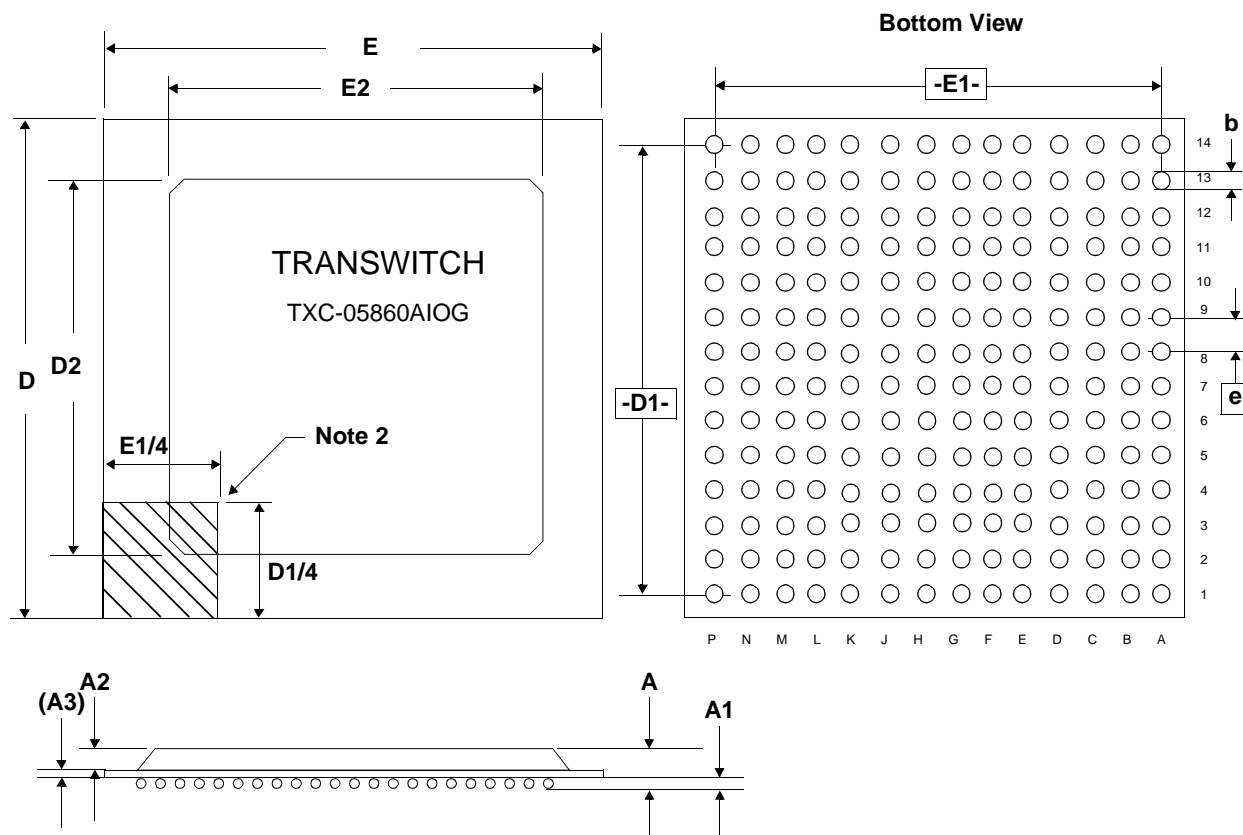 Bottom View
E
E2
-E1-
b
14
13
12
11
10
9
8
7
6
5
4
3
2
1
TRANSWITCH
TXC-05860AIOG
D
D2
-D1-
e
E1/4
Note 2
D1/4
P N M L K J H G F E D C B A
(A3)
A2
A
A1